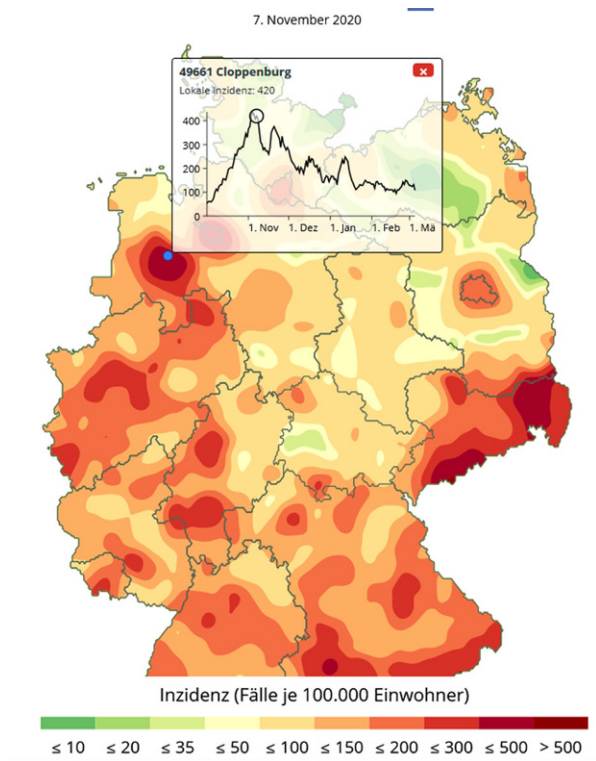 7. November 2020
49661 Cloppenburg
×
Lokale Inzidenz: 420
400
300
200
100
0
1. Nov 1. Dez 1. Jan 1. Feb 1. Mä
Inzidenz (Fälle je 100.000 Einwohner)
≤ 10 ≤ 20 ≤ 35 ≤ 50 ≤ 100 ≤ 150 ≤ 200 ≤ 300 ≤ 500 > 500